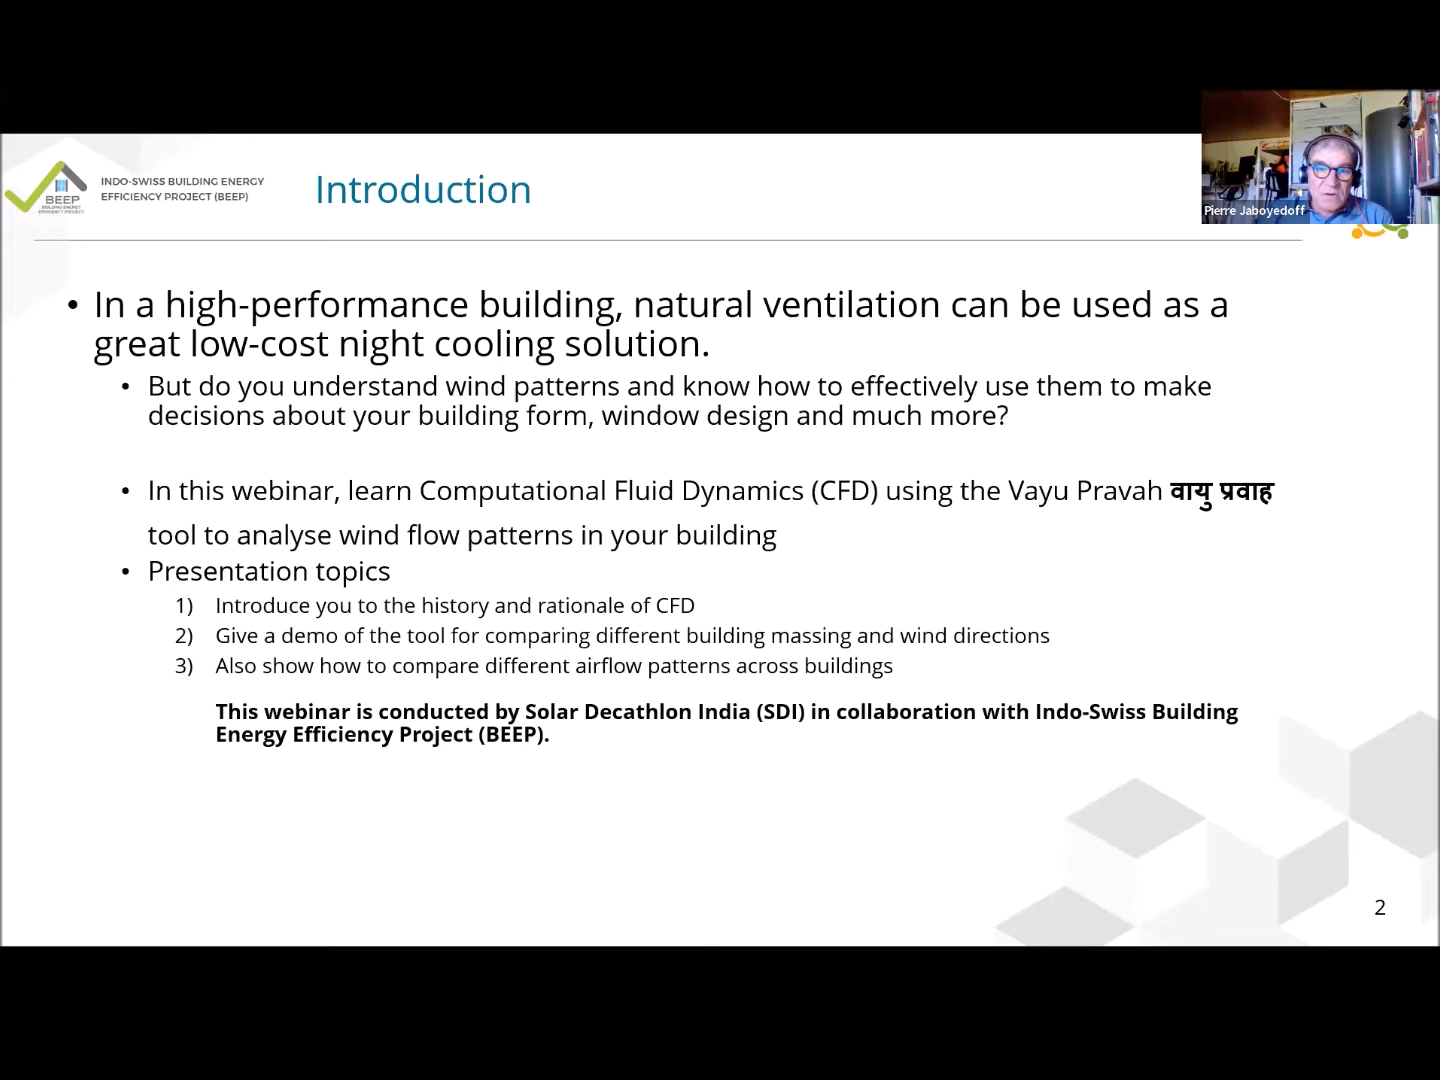 INDO-SWISS BUILDING ENERGY
EFFICIENCY PROJECT (BEEP)
BEEP
BUILDING ENERGY
EFFICIENCY PROJECT
Introduction
Pierre Jaboyedoff
• In a high-performance building, natural ventilation can be used as a
great low-cost night cooling solution.
• But do you understand wind patterns and know how to effectively use them to make
decisions about your building form, window design and much more?
• In this webinar, learn Computational Fluid Dynamics (CFD) using the Vayu Pravah वायु प्रवाह
tool to analyse wind flow patterns in your building
• Presentation topics
1) Introduce you to the history and rationale of CFD
2) Give a demo of the tool for comparing different building massing and wind directions
3) Also show how to compare different airflow patterns across buildings
This webinar is conducted by Solar Decathlon India (SDI) in collaboration with Indo-Swiss Building
Energy Efficiency Project (BEEP).
2